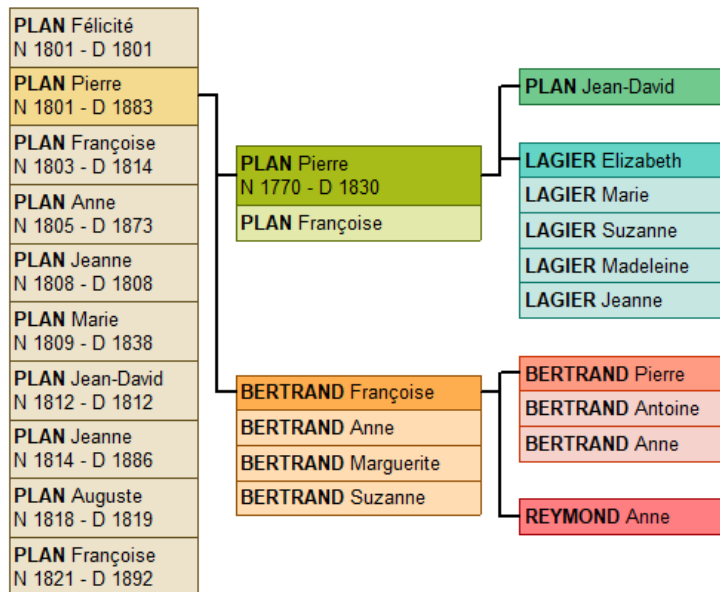 PLAN Félicité
N 1801 - D 1801
PLAN Pierre
N 1801 - D 1883
PLAN Françoise
N 1803 - D 1814
PLAN Anne
N 1805 - D 1873
PLAN Jeanne
N 1808 - D 1808
PLAN Marie
N 1809 - D 1838
PLAN Jean-David
N 1812 - D 1812
PLAN Jeanne
N 1814 - D 1886
PLAN Auguste
N 1818 - D 1819
PLAN Françoise
N 1821 - D 1892
PLAN Pierre
N 1770 - D 1830
PLAN Françoise
BERTRAND Françoise
BERTRAND Anne
BERTRAND Marguerite
BERTRAND Suzanne
PLAN Jean-David
LAGIER Elizabeth
LAGIER Marie
LAGIER Suzanne
LAGIER Madeleine
LAGIER Jeanne
BERTRAND Pierre
BERTRAND Antoine
BERTRAND Anne
REYMOND Anne